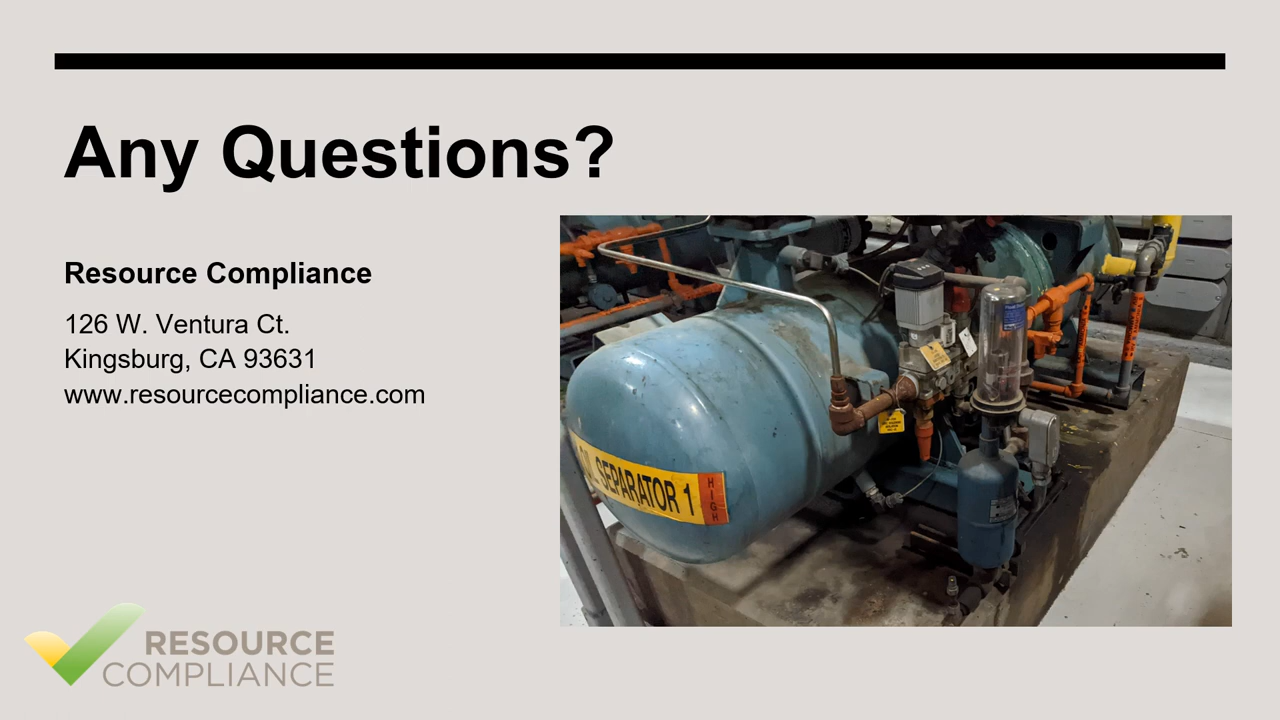 Any Questions?
Resource Compliance
126 W. Ventura Ct.
Kingsburg, CA 93631
www.resourcecompliance.com
SEPARATOR 1
HIGH
RESOURCE
COMPLIANCE